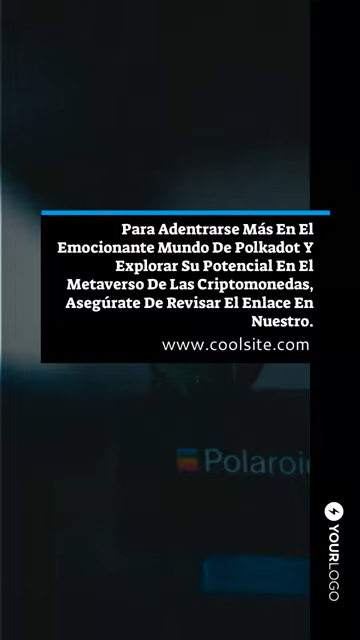 Para Adentrarse Más En El
Emocionante Mundo De Polkadot Y
Explorar Su Potencial En El
Metaverso De Las Criptomonedas,
Asegúrate De Revisar El Enlace En
Nuestro.
www.coolsite.com
Polaroid
YOURLOGO